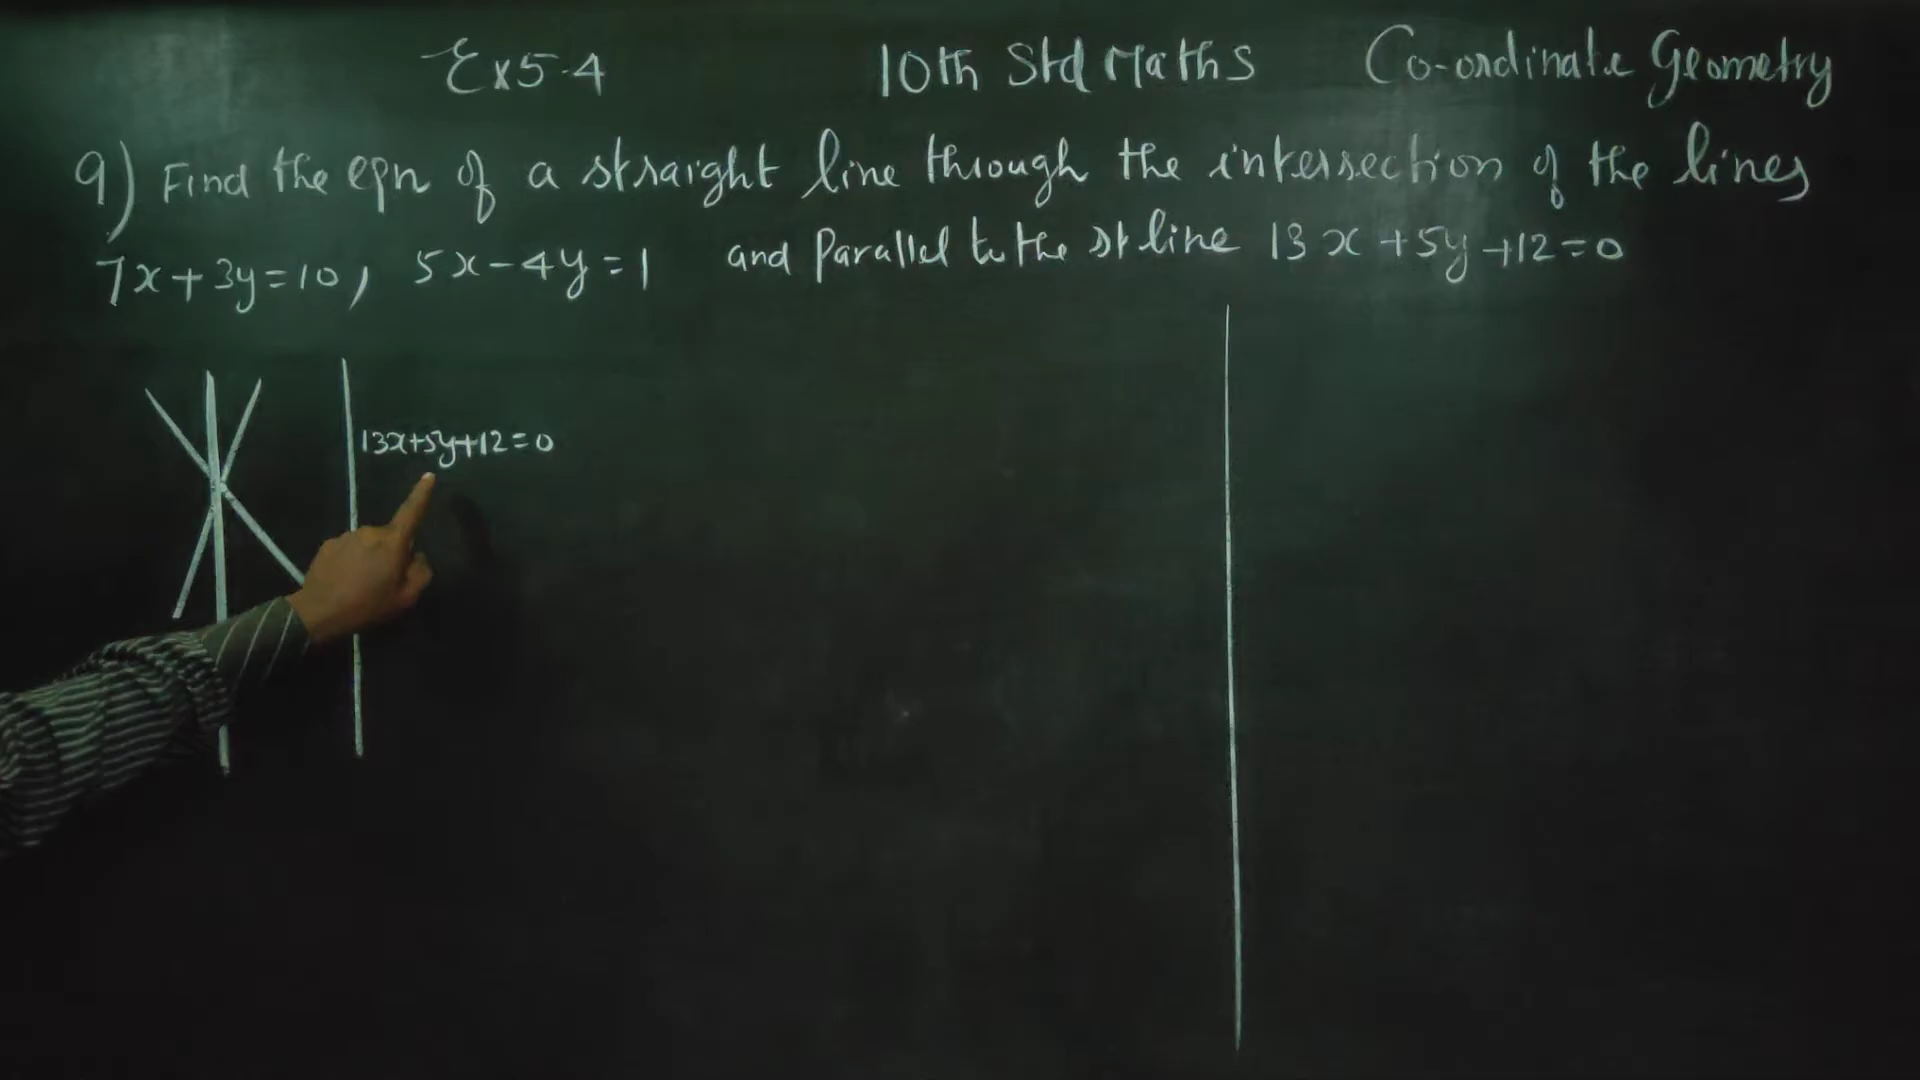 Ex 5.4 10th Std Maths Co-ordinate Geometry
9) Find the eqn of a straight line through the intersection of the lines
7x+3y=10, 5x-4y=1 and Parallel to the st line 13x+5y+12=0
13x+5y+12=0